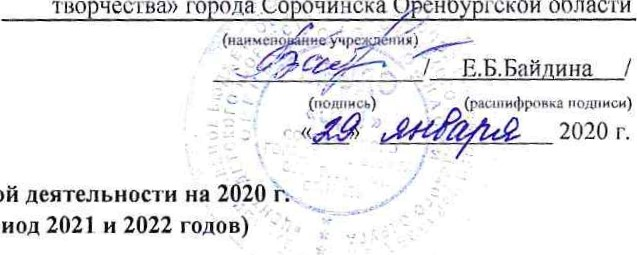 творчества» города Сорочинска Оренбургской области
(наименование учреждения)
/ Е.Б.Байдина /
(подпись) (расшифровка подписи)
«29» января 2020 г.
ой деятельности на 2020 г.
иод 2021 и 2022 годов)